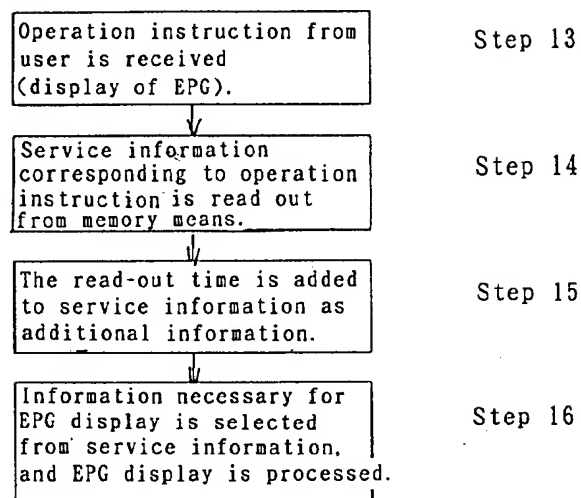 Operation instruction from
user is received
(display of EPG).
Step 13
Service information
corresponding to operation
instruction is read out
from memory means.
Step 14
The read-out time is added
to service information as
additional information.
Step 15
Information necessary for
EPG display is selected
from service information,
and EPG display is processed.
Step 16